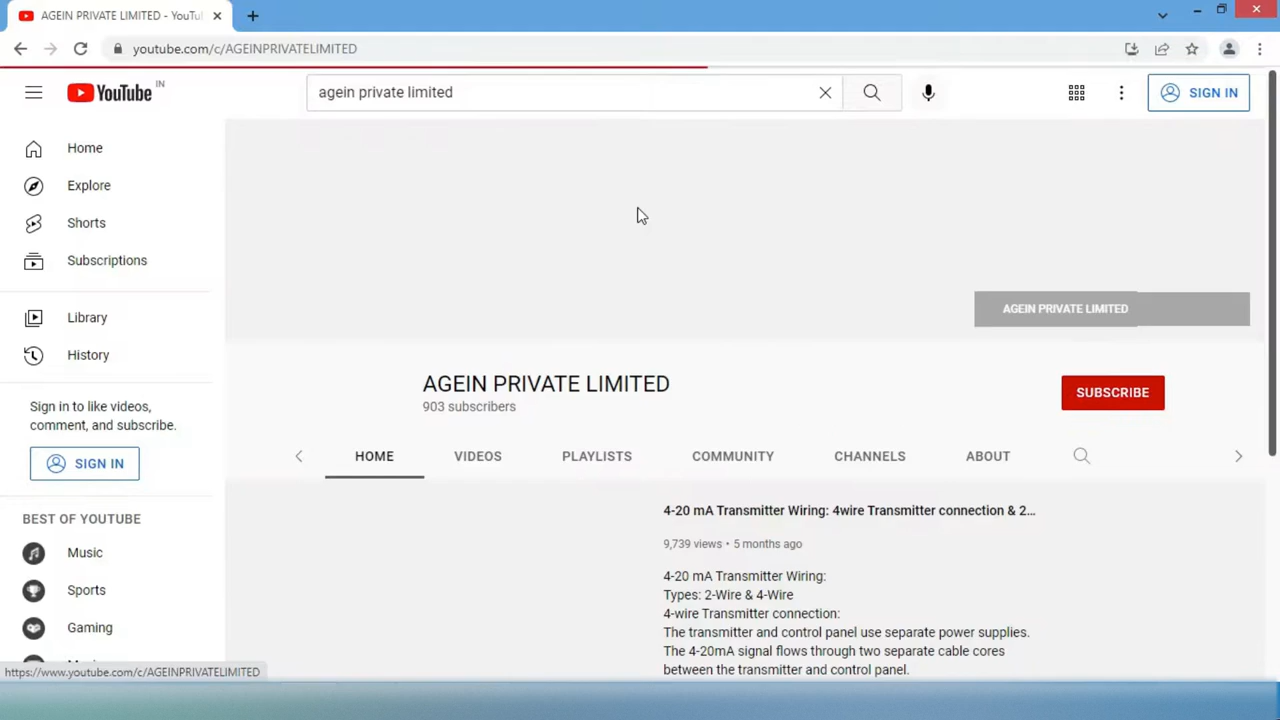 AGEIN PRIVATE LIMITED - YouTu
youtube.com/c/AGEINPRIVATELIMITED
YouTube IN
agein private limited
SIGN IN
Home
Explore
Shorts
Subscriptions
Library
History
Sign in to like videos,
comment, and subscribe.
SIGN IN
BEST OF YOUTUBE
Music
Sports
Gaming
AGEIN PRIVATE LIMITED
AGEIN PRIVATE LIMITED
903 subscribers
SUBSCRIBE
HOME VIDEOS PLAYLISTS COMMUNITY CHANNELS ABOUT
4-20 mA Transmitter Wiring: 4wire Transmitter connection & 2...
9,739 views • 5 months ago
4-20 mA Transmitter Wiring:
Types: 2-Wire & 4-Wire
4-wire Transmitter connection:
The transmitter and control panel use separate power supplies.
The 4-20mA signal flows through two separate cable cores
between the transmitter and control panel.
https://www.youtube.com/c/AGEINPRIVATELIMITED